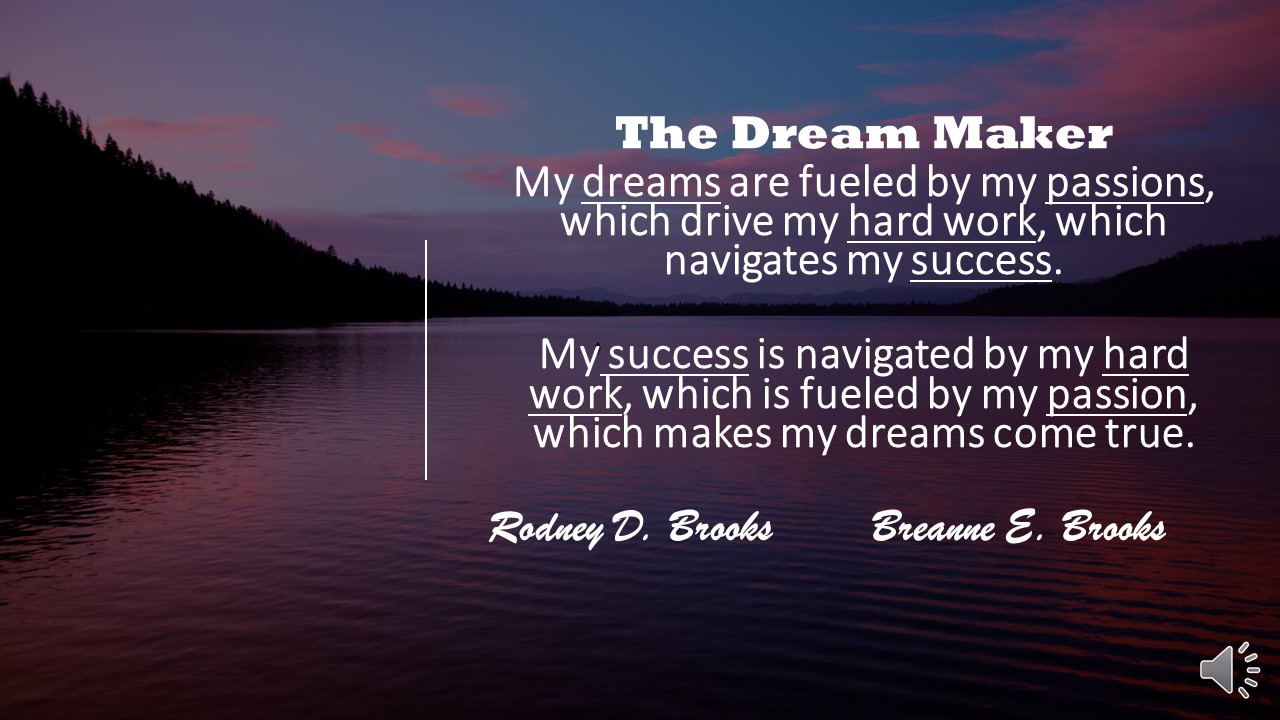 The Dream Maker
My dreams are fueled by my passions,
which drive my hard work, which
navigates my success.
My success is navigated by my hard
work, which is fueled by my passion,
which makes my dreams come true.
Rodney D. Brooks Breanne E. Brooks